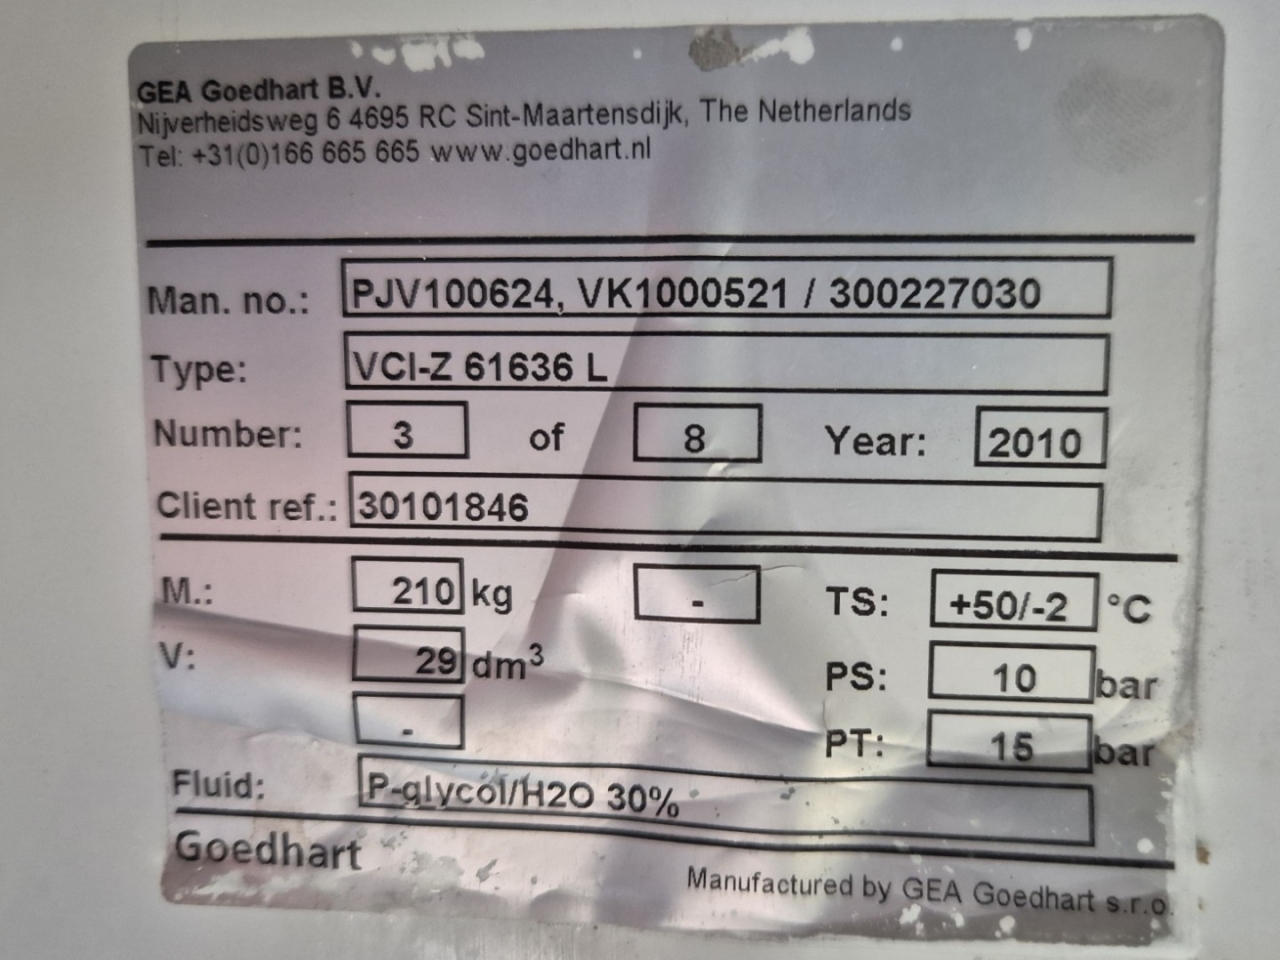 GEA Goedhart B.V.
Nijverheidsweg 6 4695 RC Sint-Maartensdijk, The Netherlands
Tel: +31(0)166 665 665 www.goedhart.nl
Man. no.: PJV100624, VK1000521 / 300227030
Type: VCI-Z 61636 L
Number: 3 of 8 Year: 2010
Client ref.: 30101846
M.: 210 kg - TS: +50/-2 °C
V: 29 dm³ PS: 10 bar
- PT: 15 bar
Fluid: P-glycol/H2O 30%
Goedhart
Manufactured by GEA Goedhart s.r.o.